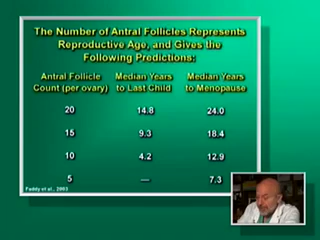 The Number of Antral Follicles Represents
Reproductive Age, and Gives the
Following Predictions:
Antral Follicle Median Years Median Years
Count (per ovary) to Last Child to Menopause
20 14.8 24.0
15 9.3 18.4
10 4.2 12.9
5 — 7.3
Faddy et al., 2003